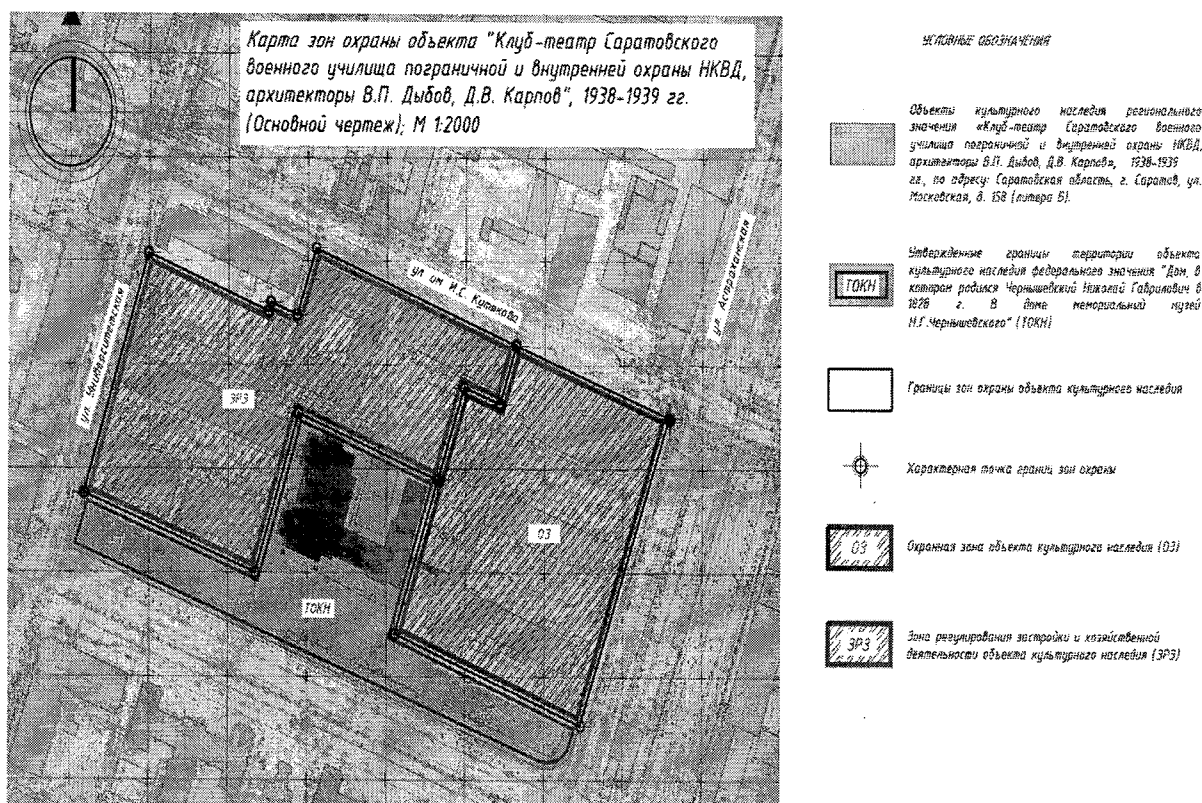 Карта зон охраны объекта "Клуб-театр Саратовского
военного училища пограничной и внутренней охраны НКВД,
архитекторы В.П. Дыбов, Д.В. Карпов", 1938-1939 гг.
(Основной чертеж); М 1:2000
ул. Университетская
ул им И.С. Кутякова
ул. Астраханская
ЗРЗ
ОЗ
ТОКН
УСЛОВНЫЕ ОБОЗНАЧЕНИЯ
Объекты культурного наследия регионального
значения «Клуб-театр Саратовского военного
училища пограничной и внутренней охраны НКВД,
архитекторы В.П. Дыбов, Д.В. Карпов», 1938-1939
гг., по адресу: Саратовская область, г. Саратов, ул.
Московская, д. 158 (литера Б).
ТОКН
Утвержденные границы территории объекта
культурного наследия федерального значения "Дом, в
котором родился Чернышевский Николай Гаврилович в
1828 г. В доме мемориальный музей
Н.Г.Чернышевского" (ТОКН)
Границы зон охраны объекта культурного наследия
Характерная точка границ зон охраны
ОЗ
Охранная зона объекта культурного наследия (ОЗ)
ЗРЗ
Зона регулирования застройки и хозяйственной
деятельности объекта культурного наследия (ЗРЗ)